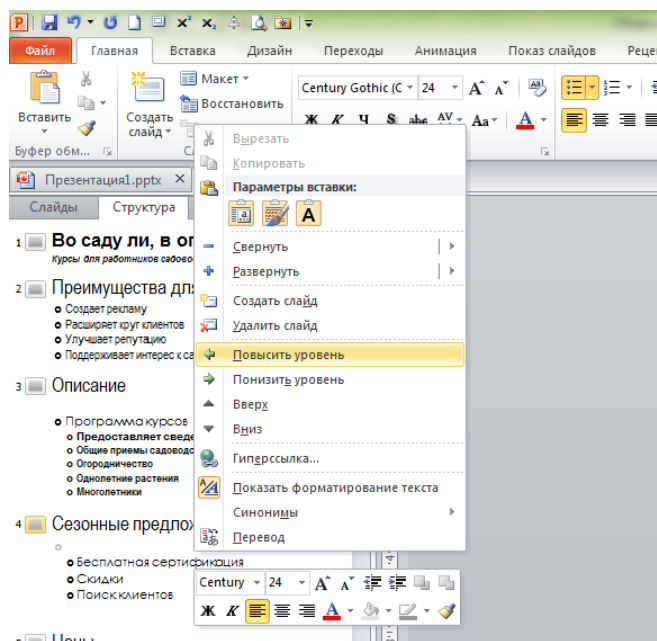 Файл Главная Вставка Дизайн Переходы Анимация Показ слайдов Реце
Вставить
Буфер обм...
Создать
слайд
Макет
Восстановить
Century Gothic (С 24 А А
Ж К Ч S abc AV Aa А
Презентация1.pptx
Слайды Структура
1 Во саду ли, в ог
Курсы для работников садово
2 Преимущества для
Создает рекламу
Расширяет круг клиентов
Улучшает репутацию
Поддерживает интерес к са
3 Описание
Программа курсов
Предоставляет сведе
Общие приемы садоводс
Огородничество
Однолетние растения
Многолетники
4 Сезонные предлож
Бесплатная сертификация
Скидки
Поиск клиентов
Вырезать
Копировать
Параметры вставки:
Свернуть
Развернуть
Создать слайд
Удалить слайд
Повысить уровень
Понизить уровень
Вверх
Вниз
Гиперссылка...
Показать форматирование текста
Синонимы
Перевод
Century 24 А А
Ж К А